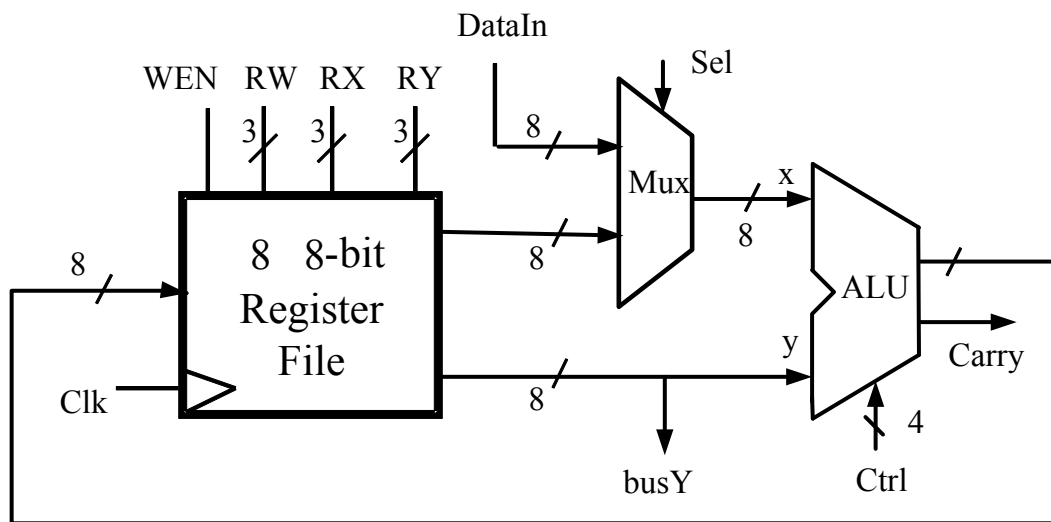 DataIn
Sel
WEN RW RX RY
3 3 3
8
Mux
x
8
8
8 8-bit
Register
File
8
ALU
y
Carry
Clk
8
4
busY
Ctrl